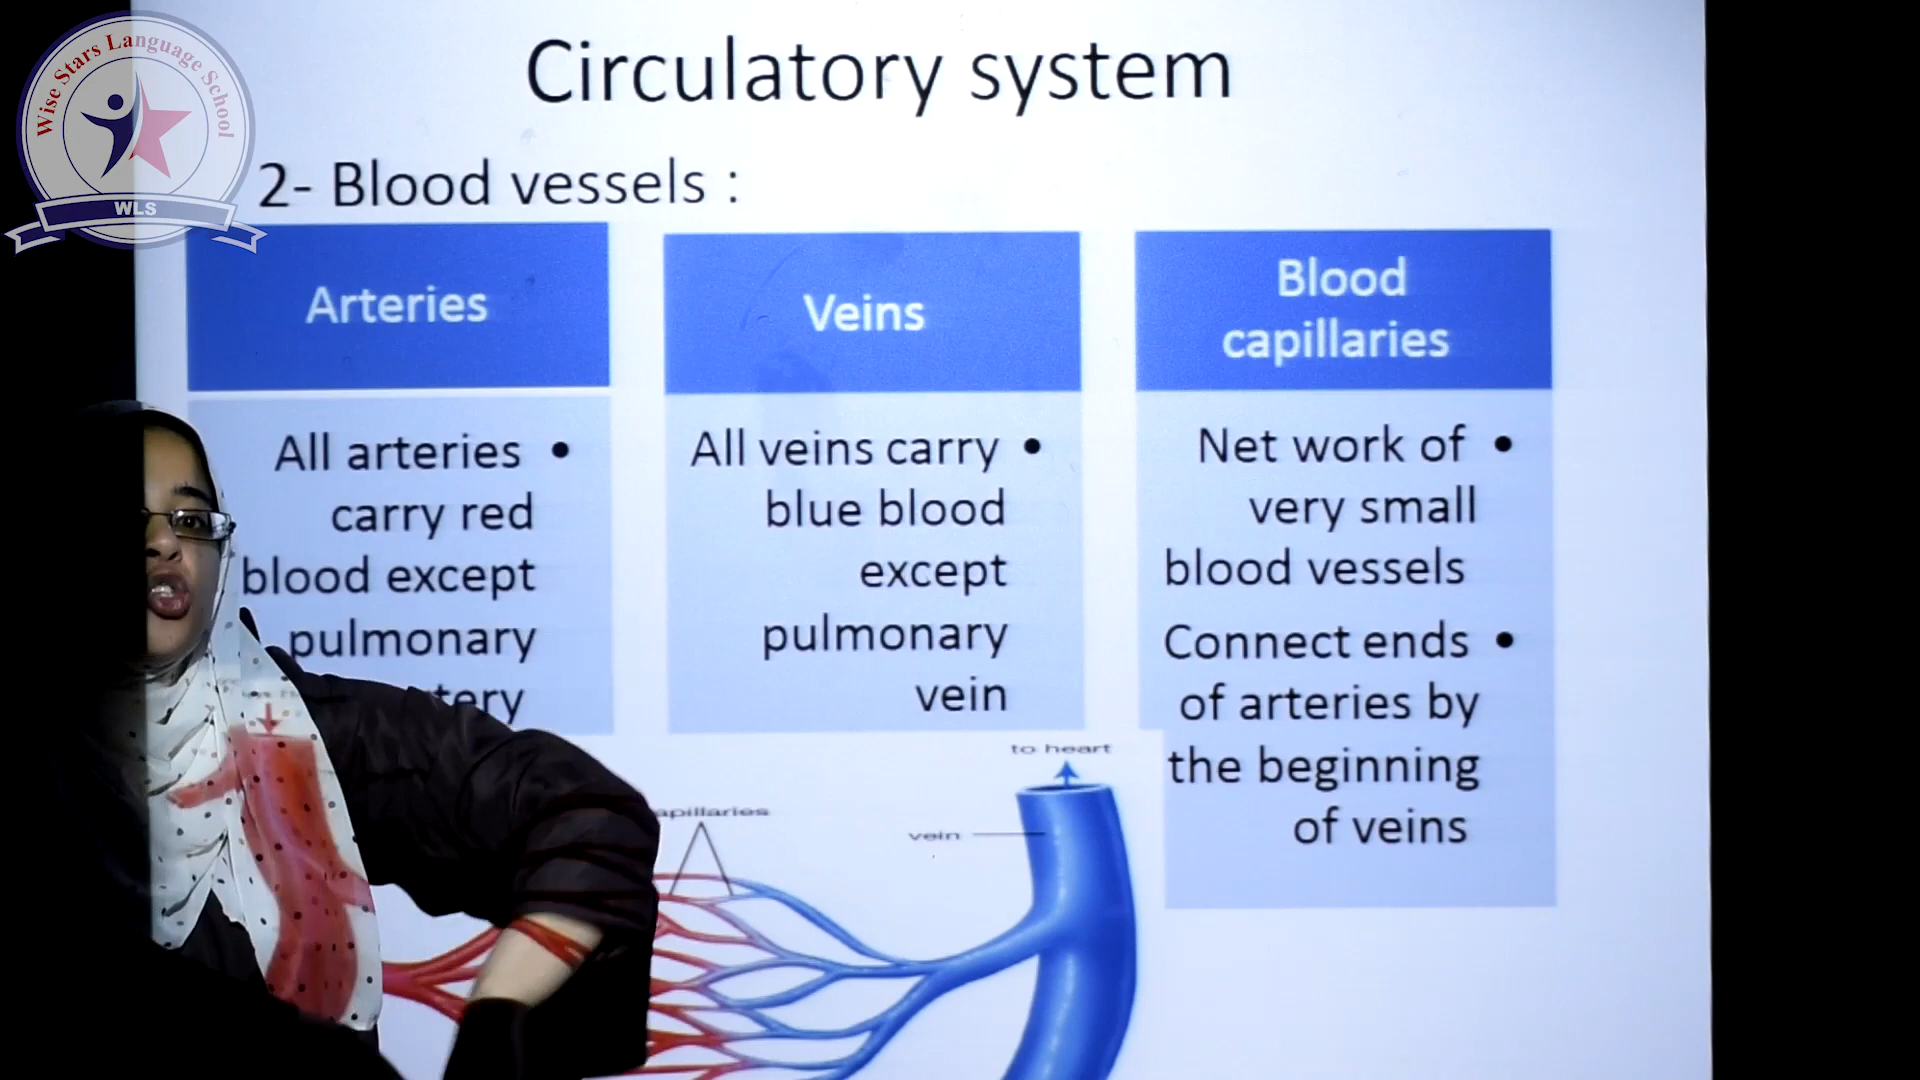 Wise Stars Language School
WLS
Circulatory system
2- Blood vessels :
Arteries
All arteries •
carry red
blood except
pulmonary
tery
Veins
All veins carry •
blue blood
except
pulmonary
vein
Blood
capillaries
Net work of •
very small
blood vessels
Connect ends •
of arteries by
the beginning
of veins
to heart
apillaries
vein